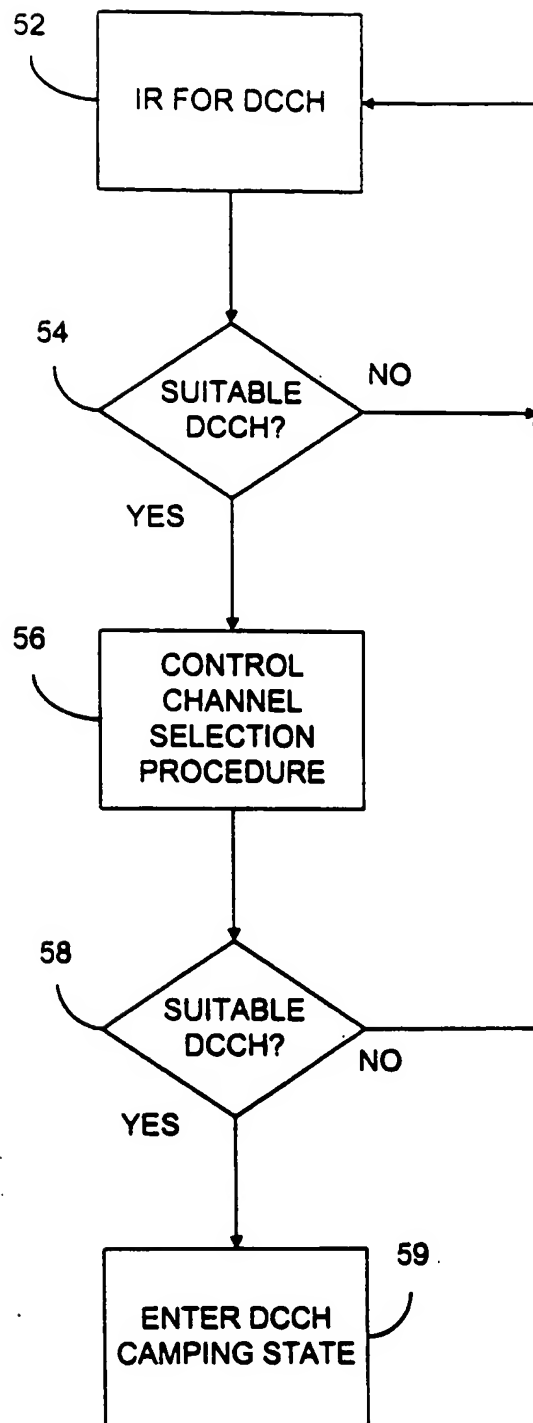 52
IR FOR DCCH
54
SUITABLE
DCCH?
NO
YES
56
CONTROL
CHANNEL
SELECTION
PROCEDURE
58
SUITABLE
DCCH?
NO
YES
59
ENTER DCCH
CAMPING STATE